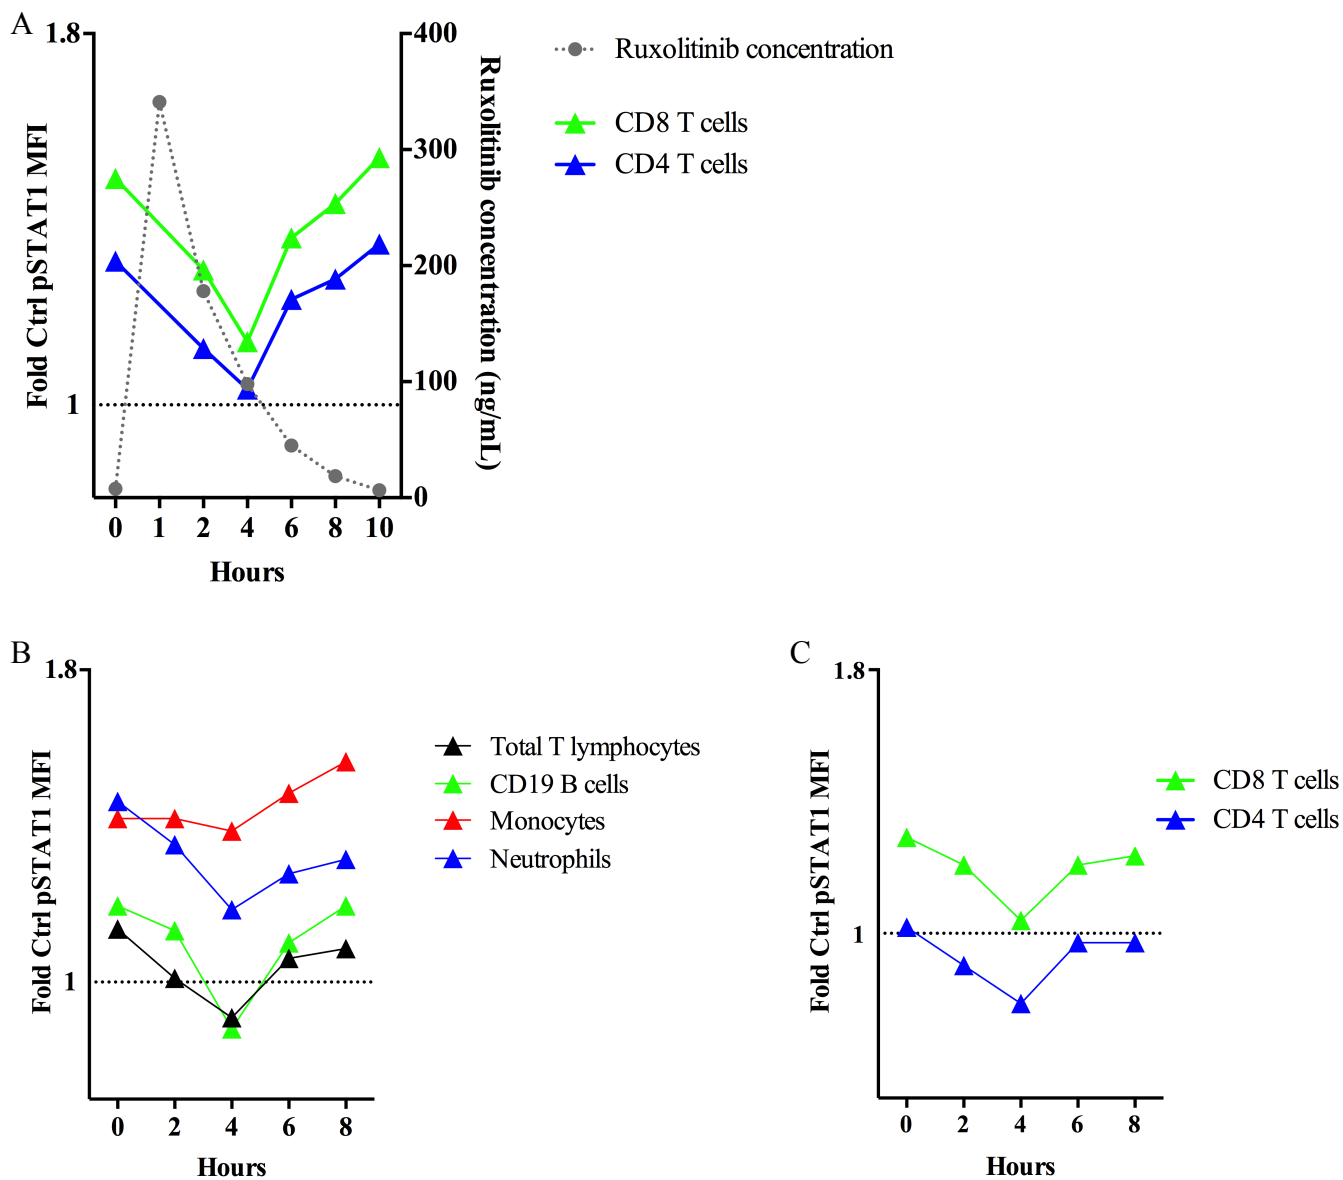 A
1.8
400
300
200
100
0
1
Fold Ctrl pSTAT1 MFI
Ruxolitinib concentration (ng/mL)
0 1 2 4 6 8 10
Hours
Ruxolitinib concentration
CD8 T cells
CD4 T cells
B
1.8
1
Fold Ctrl pSTAT1 MFI
0 2 4 6 8
Hours
Total T lymphocytes
CD19 B cells
Monocytes
Neutrophils
C
1.8
1
Fold Ctrl pSTAT1 MFI
0 2 4 6 8
Hours
CD8 T cells
CD4 T cells